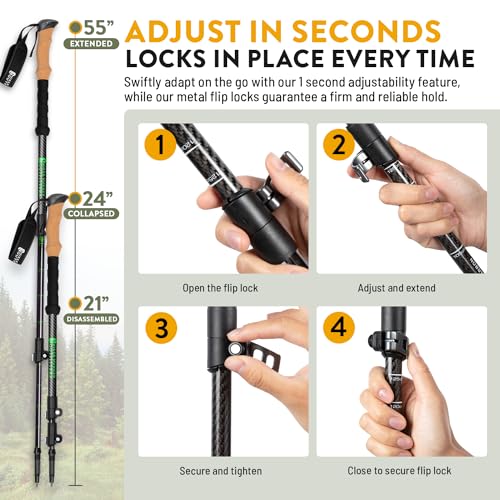 55"
EXTENDED
24"
COLLAPSED
21"
DISASSEMBLED
ADJUST IN SECONDS
LOCKS IN PLACE EVERY TIME
Swiftly adapt on the go with our 1 second adjustability feature,
while our metal flip locks guarantee a firm and reliable hold.
1
Open the flip lock
2
Adjust and extend
3
Secure and tighten
4
Close to secure flip lock